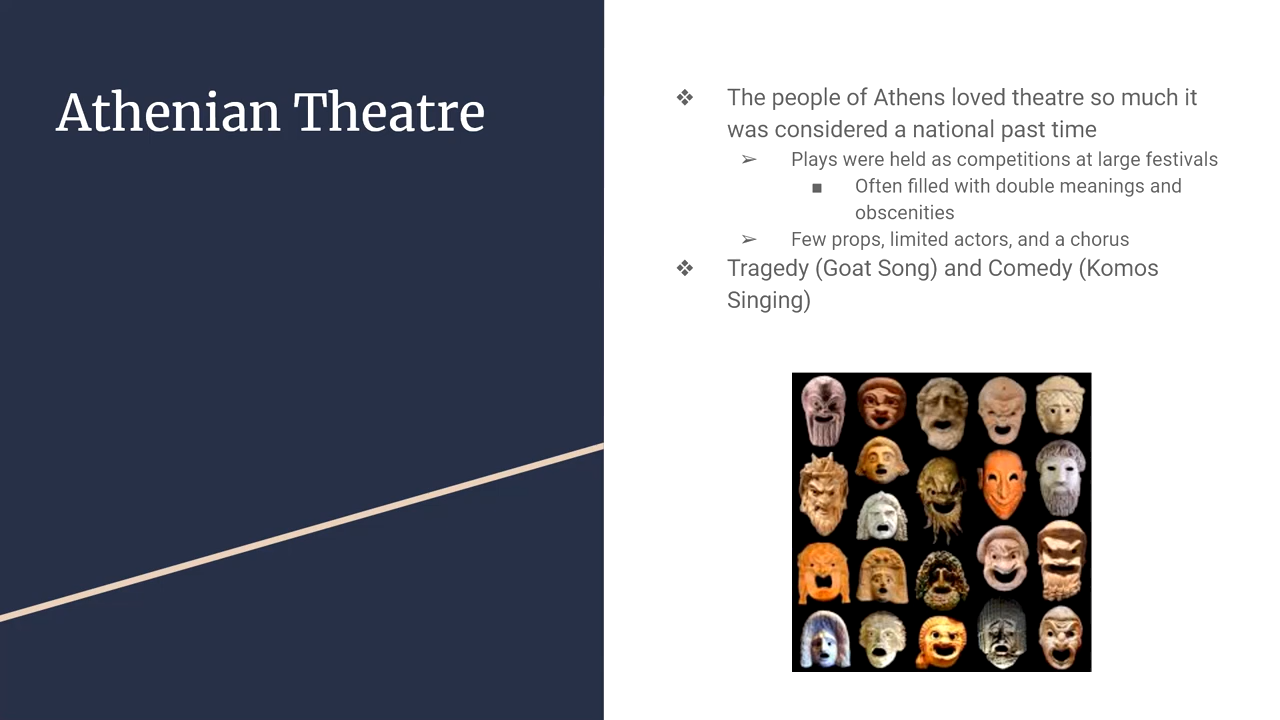 Athenian Theatre
❖ The people of Athens loved theatre so much it
was considered a national past time
➢ Plays were held as competitions at large festivals
■ Often filled with double meanings and
obscenities
➢ Few props, limited actors, and a chorus
❖ Tragedy (Goat Song) and Comedy (Komos
Singing)